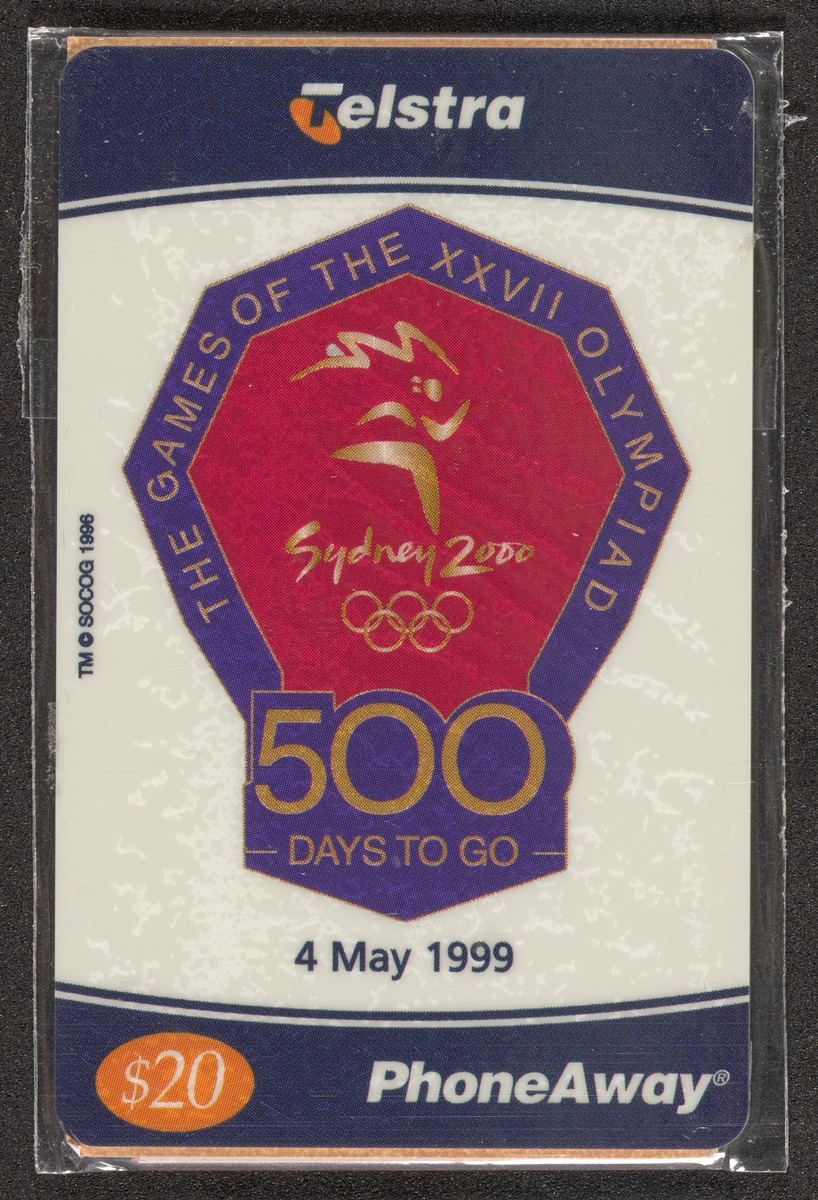 Telstra
THE GAMES OF THE XXVII OLYMPIAD
Sydney 2000
TM © SOCOG 1996
500
DAYS TO GO
4 May 1999
$20
PhoneAway®